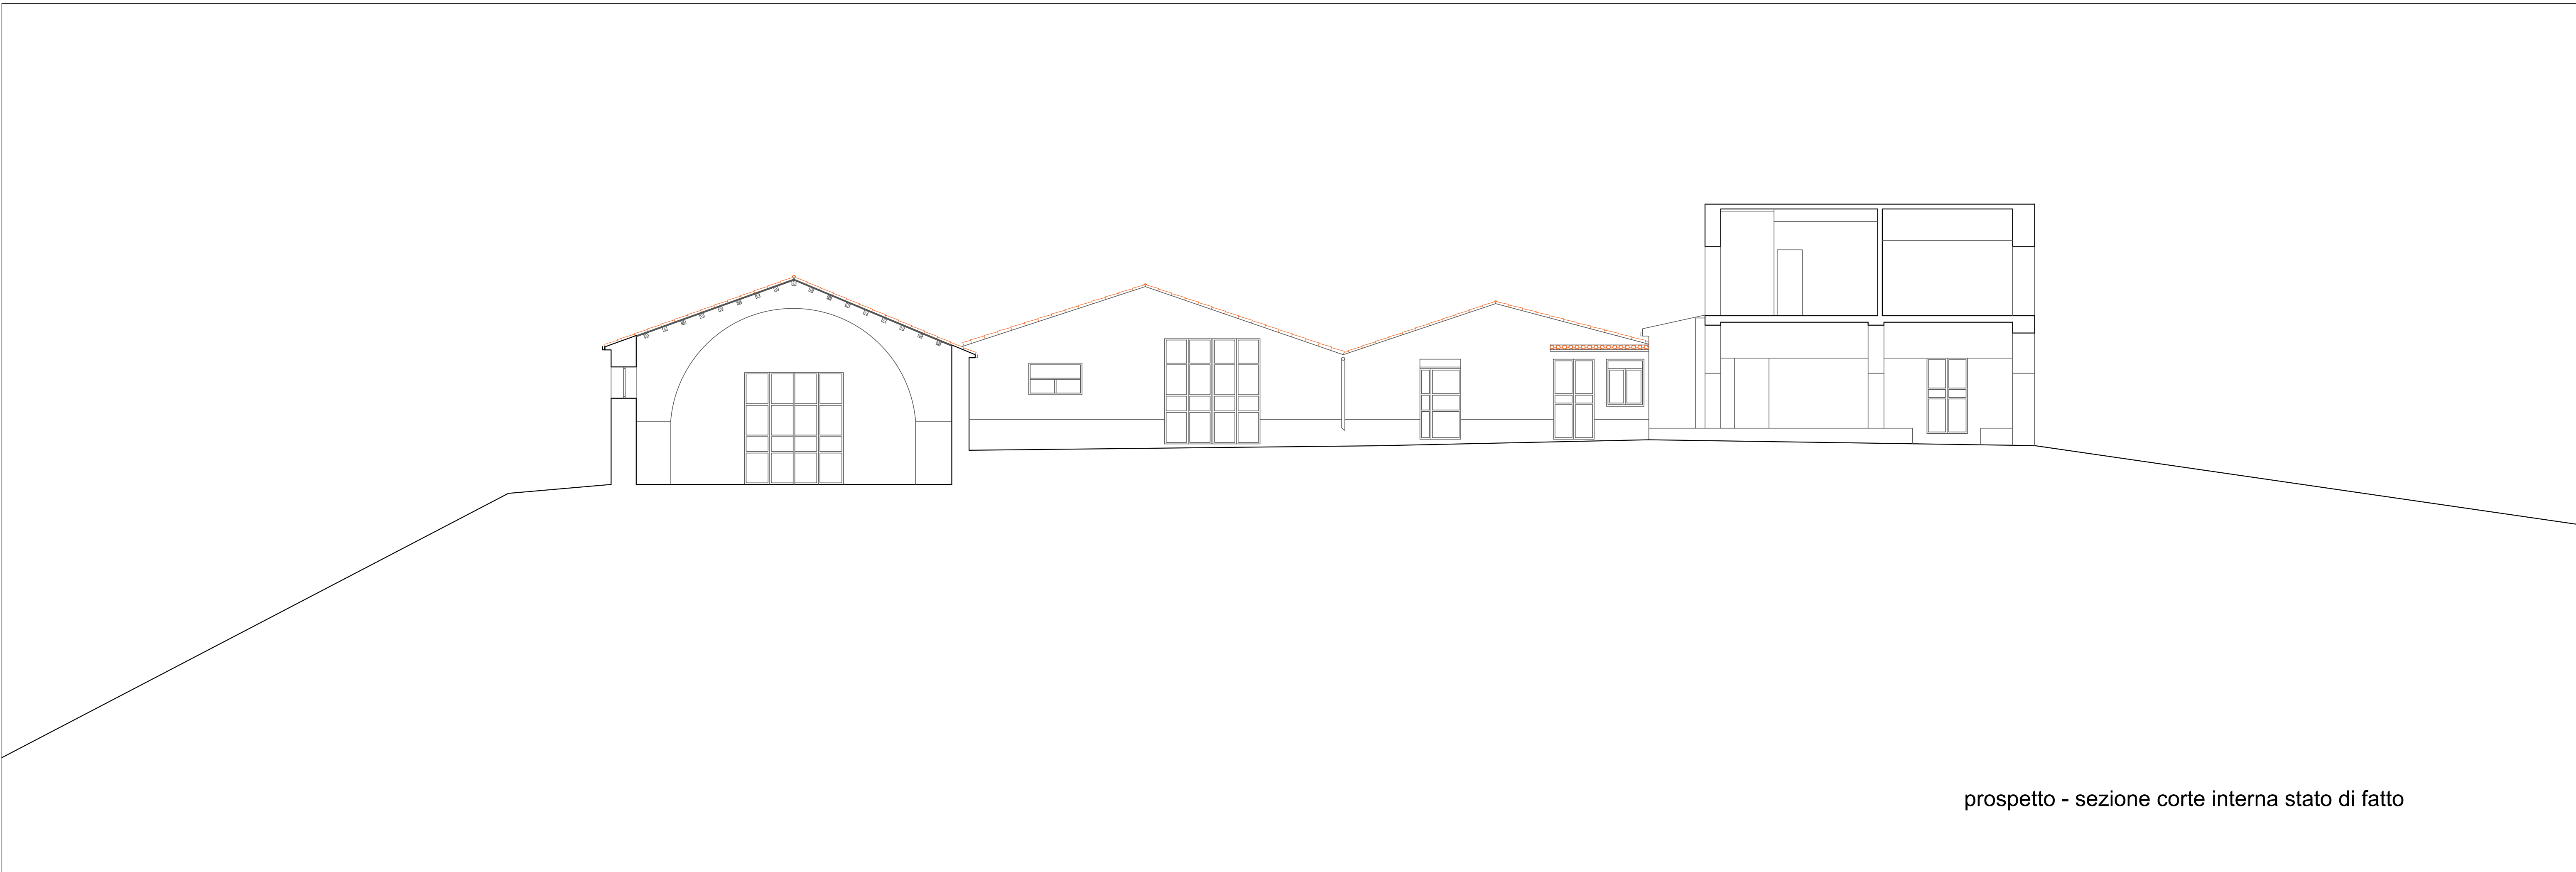 prospetto - sezione corte interna stato di fatto